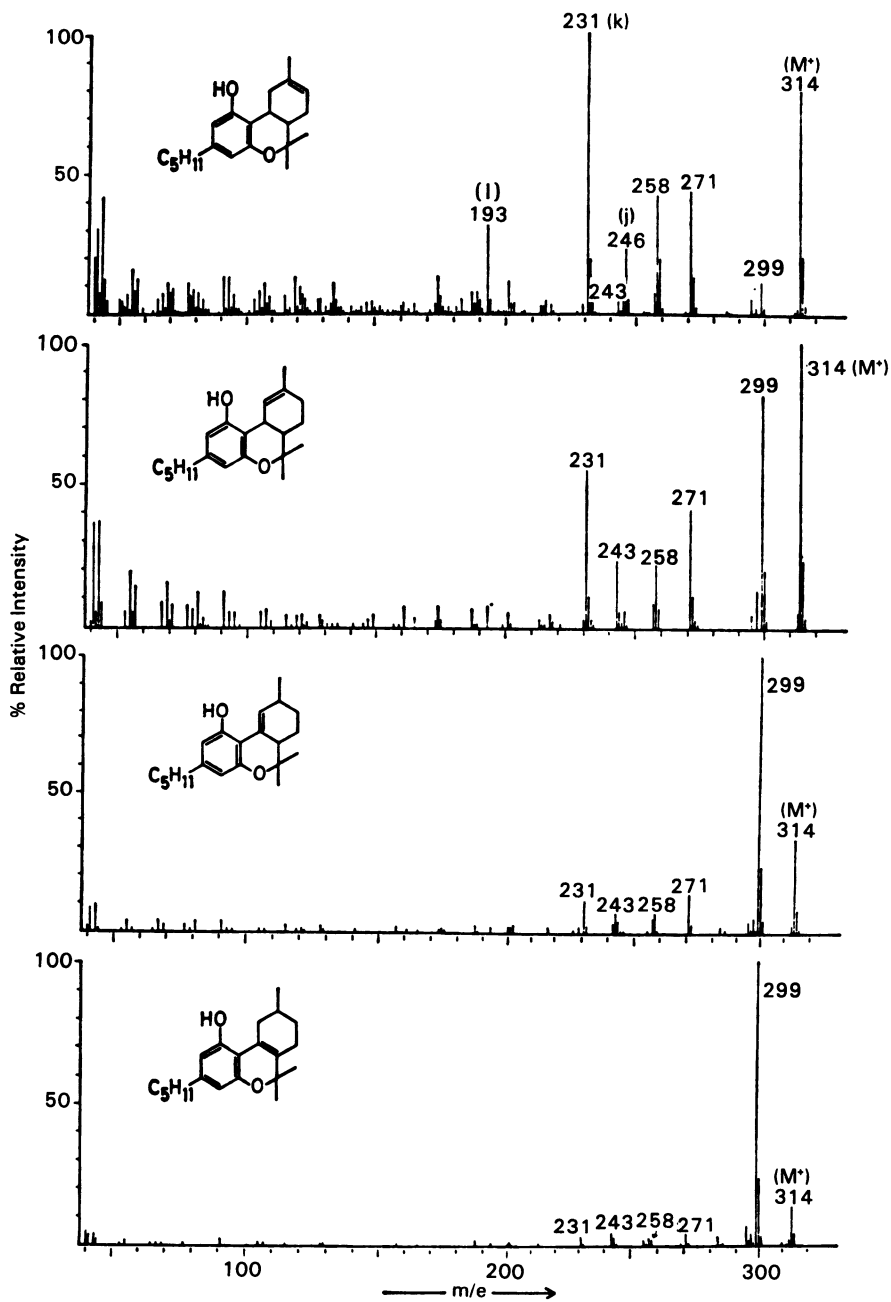 % Relative Intensity
100
231 (k)
(M⁺)
314
HO
O
C₅H₁₁
50
(l)
193
258
271
(j)
246
243
299
100
314 (M⁺)
299
HO
O
C₅H₁₁
50
231
271
243
258
100
299
HO
O
C₅H₁₁
50
(M⁺)
314
231
243
258
271
100
299
HO
O
C₅H₁₁
50
(M⁺)
314
231
243
258
271
100
200
300
m/e